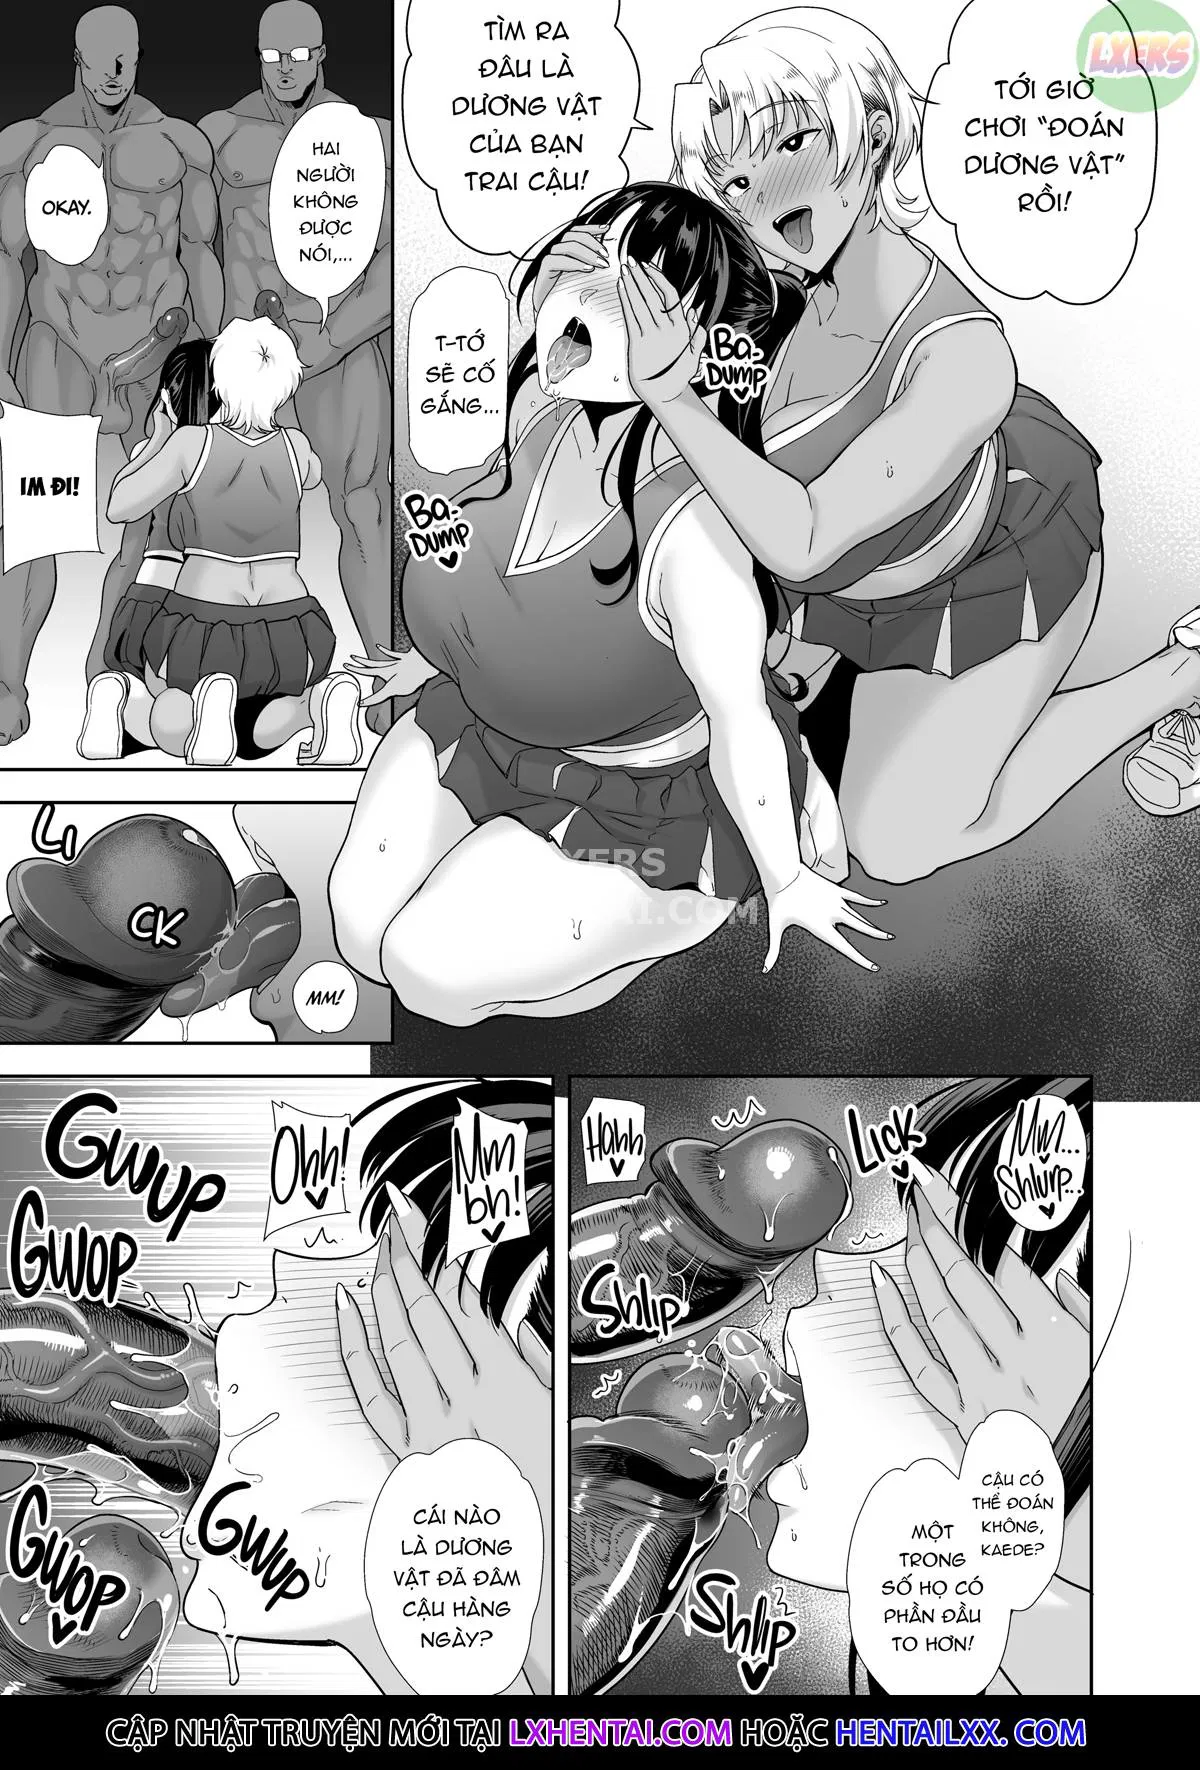 TỚI GIỜ
CHƠI “ĐOÁN
DƯƠNG VẬT”
RỒI!
TÌM RA
ĐÂU LÀ
DƯƠNG VẬT
CỦA BẠN
TRAI CẬU!
T-TỚ
SẼ CỐ
GẮNG...
BA-
DUMP
BA-
DUMP
HAI
NGƯỜI
KHÔNG
ĐƯỢC
NÓI,...
OKAY.
IM ĐI!
LI
CK
MM!
Mm...
Shlurp...
LICK
Hahh
Shlip
Shlip
CẬU CÓ
THỂ ĐOÁN
KHÔNG,
KAEDE?
MỘT
TRONG
SỐ HỌ CÓ
PHẦN ĐẦU
TO HƠN!
Mm
bh!
Ohh!
GWUP
GWOP
GWUP
GWOP
CÁI NÀO
LÀ DƯƠNG
VẬT ĐÃ ĐÂM
CẬU HÀNG
NGÀY?
LXERS
XERS
AI.COM
CẬP NHẬT TRUYỆN MỚI TẠI LXHENTAI.COM HOẶC HENTAILXX. COM